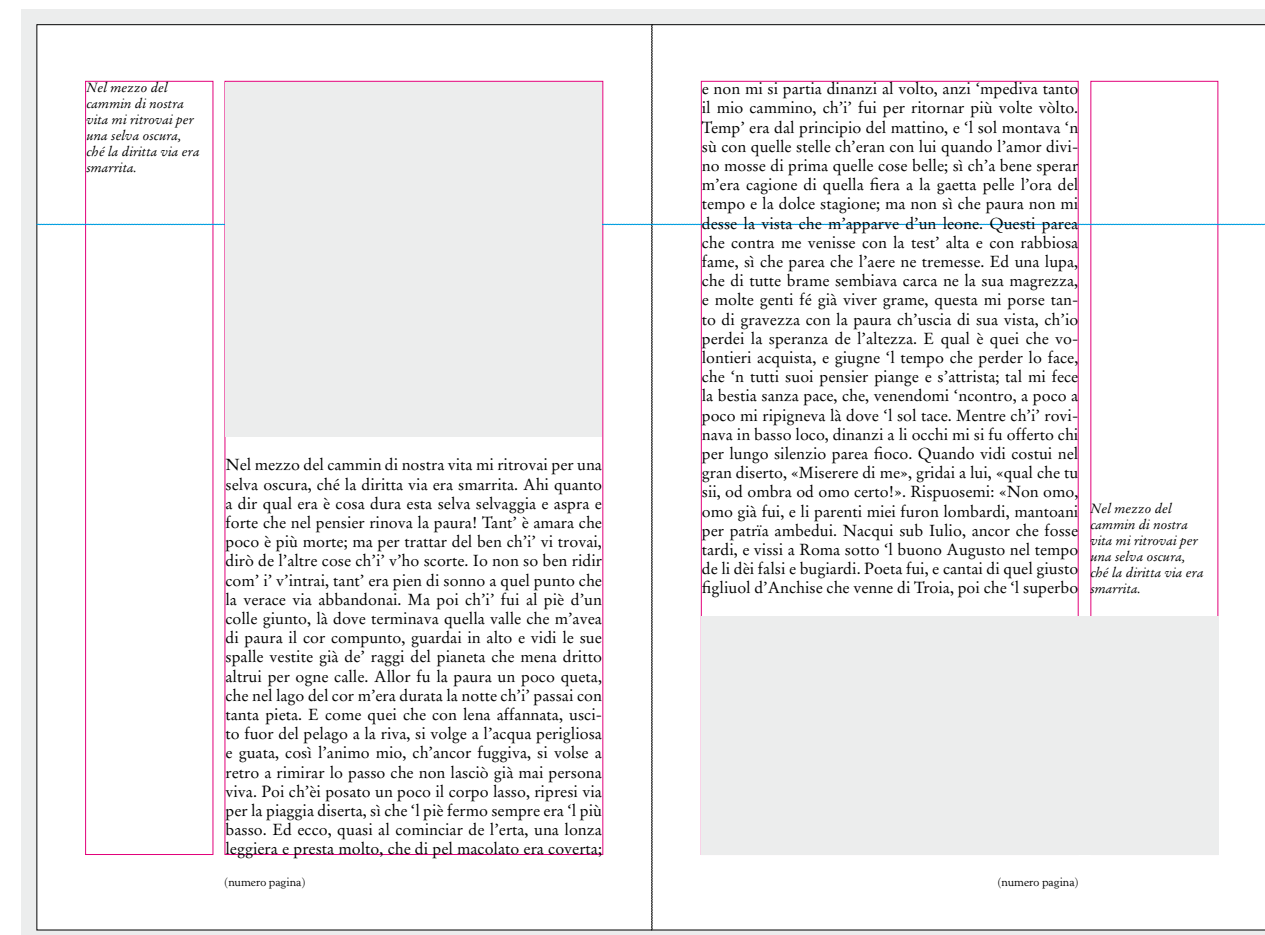 Nel mezzo del
cammin di nostra
vita mi ritrovai per
una selva oscura,
ché la diritta via era
smarrita.
Nel mezzo del cammin di nostra vita mi ritrovai per una
selva oscura, ché la diritta via era smarrita. Ahi quanto
a dir qual era è cosa dura esta selva selvaggia e aspra e
forte che nel pensier rinova la paura! Tant’ è amara che
poco è più morte; ma per trattar del ben ch’i’ vi trovai,
dirò de l’altre cose ch’i’ v’ho scorte. Io non so ben ridir
com’ i’ v’intrai, tant’ era pien di sonno a quel punto che
la verace via abbandonai. Ma poi ch’i’ fui al piè d’un
colle giunto, là dove terminava quella valle che m’avea
di paura il cor compunto, guardai in alto e vidi le sue
spalle vestite già de’ raggi del pianeta che mena dritto
altrui per ogne calle. Allor fu la paura un poco queta,
che nel lago del cor m’era durata la notte ch’i’ passai con
tanta pieta. E come quei che con lena affannata, usci-
to fuor del pelago a la riva, si volge a l’acqua perigliosa
e guata, così l’animo mio, ch’ancor fuggiva, si volse a
retro a rimirar lo passo che non lasciò già mai persona
viva. Poi ch’èi posato un poco il corpo lasso, ripresi via
per la piaggia diserta, sì che ‘l piè fermo sempre era ‘l più
basso. Ed ecco, quasi al cominciar de l’erta, una lonza
leggiera e presta molto, che di pel macolato era coverta;
(numero pagina)
e non mi si partia dinanzi al volto, anzi ‘mpediva tanto
il mio cammino, ch’i’ fui per ritornar più volte vòlto.
Temp’ era dal principio del mattino, e ‘l sol montava ‘n
sù con quelle stelle ch’eran con lui quando l’amor divi-
no mosse di prima quelle cose belle; sì ch’a bene sperar
m’era cagione di quella fiera a la gaetta pelle l’ora del
tempo e la dolce stagione; ma non sì che paura non mi
desse la vista che m’apparve d’un leone. Questi parea
che contra me venisse con la test’ alta e con rabbiosa
fame, sì che parea che l’aere ne tremesse. Ed una lupa,
che di tutte brame sembiava carca ne la sua magrezza,
e molte genti fé già viver grame, questa mi porse tan-
to di gravezza con la paura ch’uscia di sua vista, ch’io
perdei la speranza de l’altezza. E qual è quei che vo-
lontieri acquista, e giugne ‘l tempo che perder lo face,
che ‘n tutti suoi pensier piange e s’attrista; tal mi fece
la bestia sanza pace, che, venendomi ‘ncontro, a poco a
poco mi ripigneva là dove ‘l sol tace. Mentre ch’i’ rovi-
nava in basso loco, dinanzi a li occhi mi si fu offerto chi
per lungo silenzio parea fioco. Quando vidi costui nel
gran diserto, «Miserere di me», gridai a lui, «qual che tu
sii, od ombra od omo certo!». Rispuosemi: «Non omo,
omo già fui, e li parenti miei furon lombardi, mantoani
per patrïa ambedui. Nacqui sub Iulio, ancor che fosse
tardi, e vissi a Roma sotto ‘l buono Augusto nel tempo
de li dèi falsi e bugiardi. Poeta fui, e cantai di quel giusto
figliuol d’Anchise che venne di Troia, poi che ‘l superbo
Nel mezzo del
cammin di nostra
vita mi ritrovai per
una selva oscura,
ché la diritta via era
smarrita.
(numero pagina)